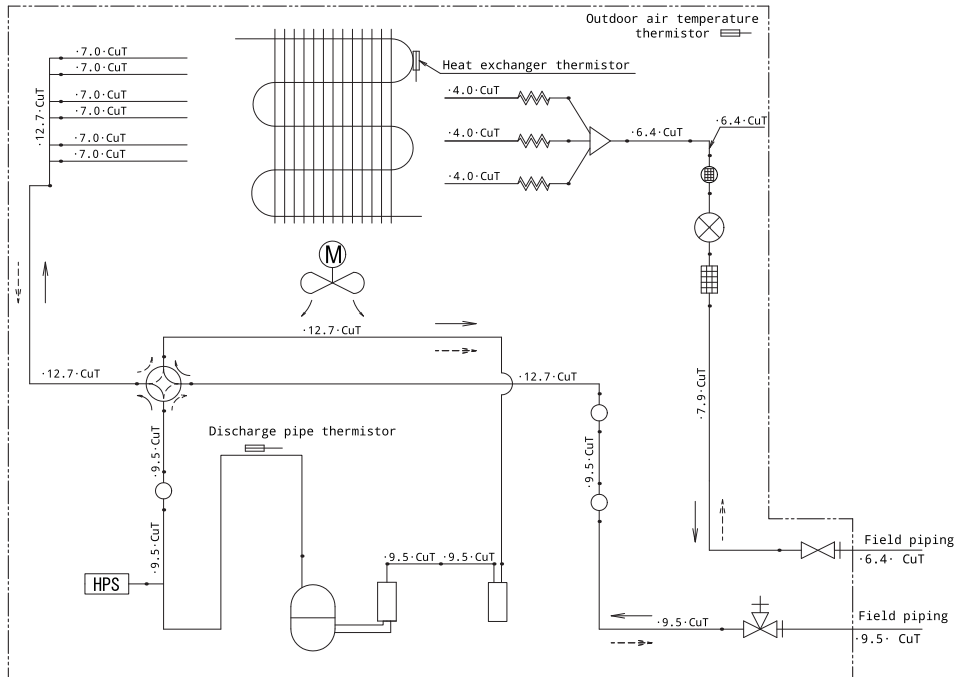 Outdoor air temperature
thermistor
·7.0·CuT
·7.0·CuT
·7.0·CuT
·7.0·CuT
·7.0·CuT
·7.0·CuT
·12.7·CuT
Heat exchanger thermistor
·4.0·CuT
·4.0·CuT
·4.0·CuT
·6.4·CuT
·6.4·CuT
M
·12.7·CuT
·12.7·CuT
·12.7·CuT
·7.9·CuT
Discharge pipe thermistor
·9.5·CuT
·9.5·CuT
·9.5·CuT
HPS
·9.5·CuT
·9.5·CuT
Field piping
·6.4· CuT
Field piping
·9.5·CuT
·9.5· CuT